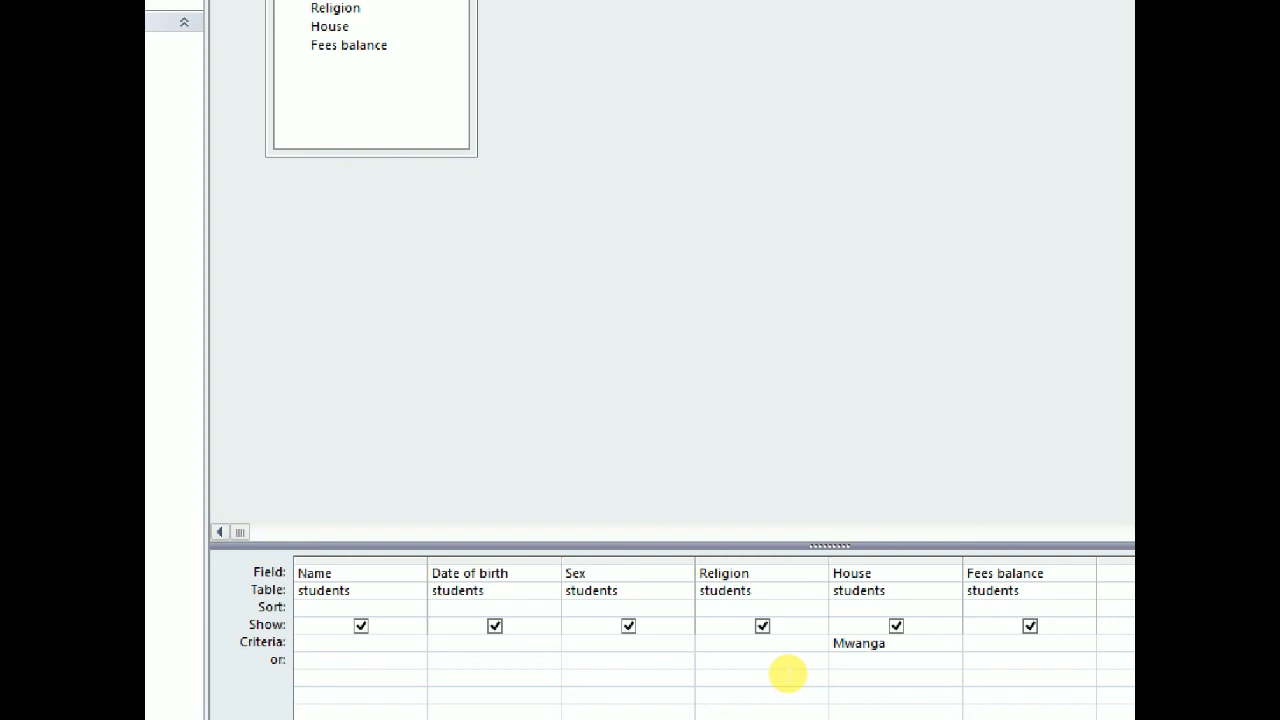 Religion
House
Fees balance
Field: Name Date of birth Sex Religion House Fees balance
Table: students students students students students students
Sort:
Show:
Criteria: Mwanga
or: